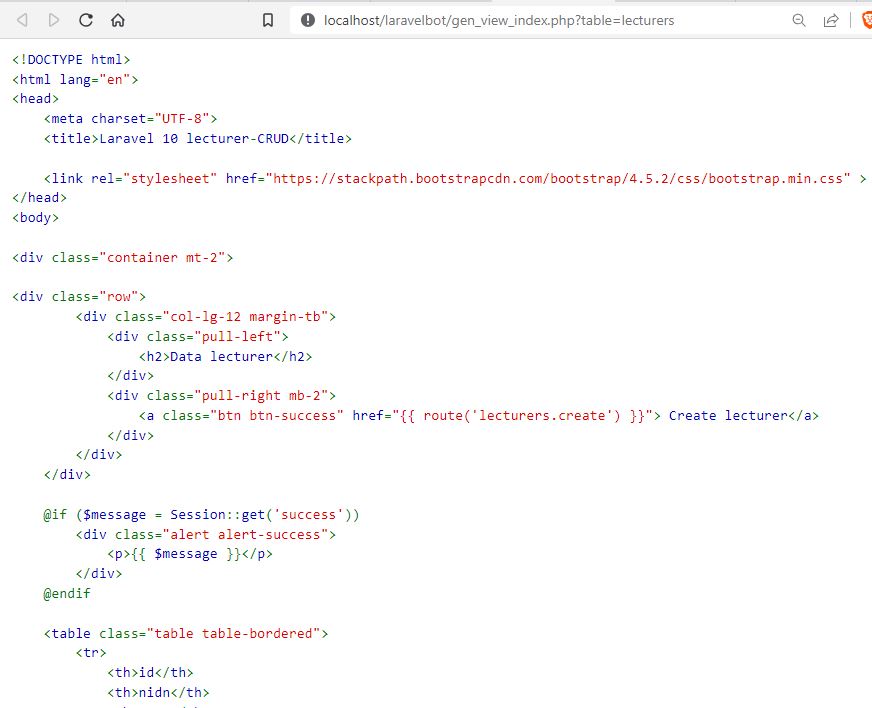 localhost/laravelbot/gen_view_index.php?table=lecturers
<!DOCTYPE html>
<html lang="en">
<head>
    <meta charset="UTF-8">
    <title>Laravel 10 lecturer-CRUD</title>
    <link rel="stylesheet" href="https://stackpath.bootstrapcdn.com/bootstrap/4.5.2/css/bootstrap.min.css" >
</head>
<body>
<div class="container mt-2">
<div class="row">
        <div class="col-lg-12 margin-tb">
            <div class="pull-left">
                <h2>Data lecturer</h2>
            </div>
            <div class="pull-right mb-2">
                <a class="btn btn-success" href="{{ route('lecturers.create') }}"> Create lecturer</a>
            </div>
        </div>
    </div>
    @if ($message = Session::get('success'))
        <div class="alert alert-success">
            <p>{{ $message }}</p>
        </div>
    @endif
    <table class="table table-bordered">
        <tr>
            <th>id</th>
            <th>nidn</th>